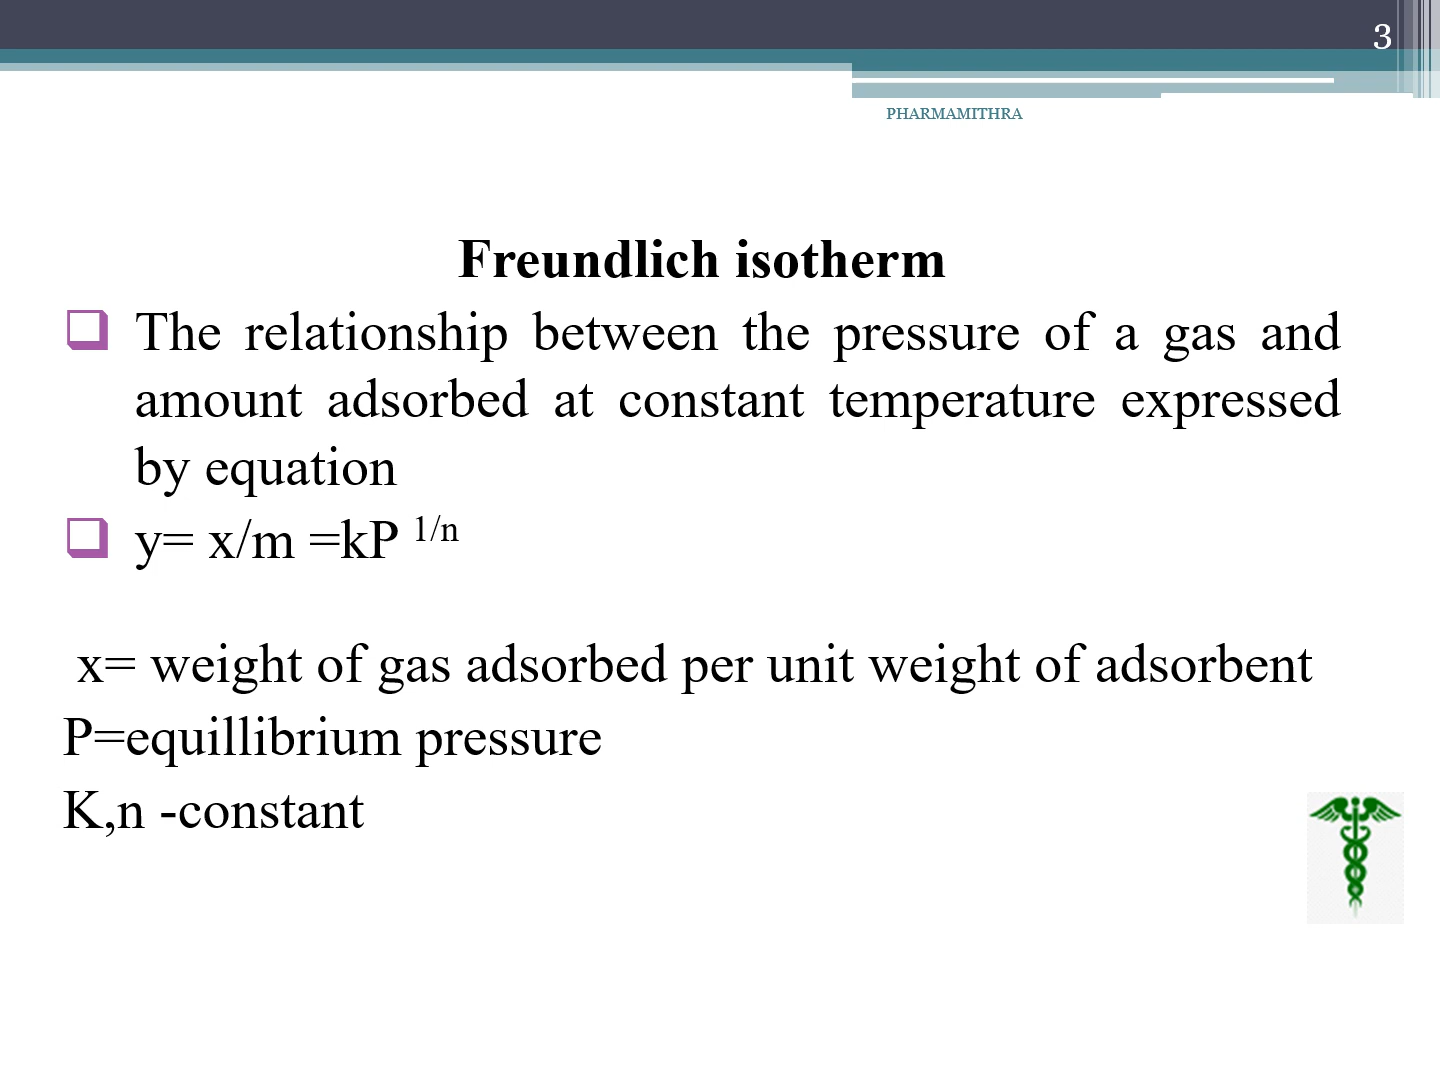 3
PHARMAMITHRA
Freundlich isotherm
❑ The relationship between the pressure of a gas and
amount adsorbed at constant temperature expressed
by equation
❑ y= x/m =kP ¹/ⁿ
x= weight of gas adsorbed per unit weight of adsorbent
P=equillibrium pressure
K,n -constant